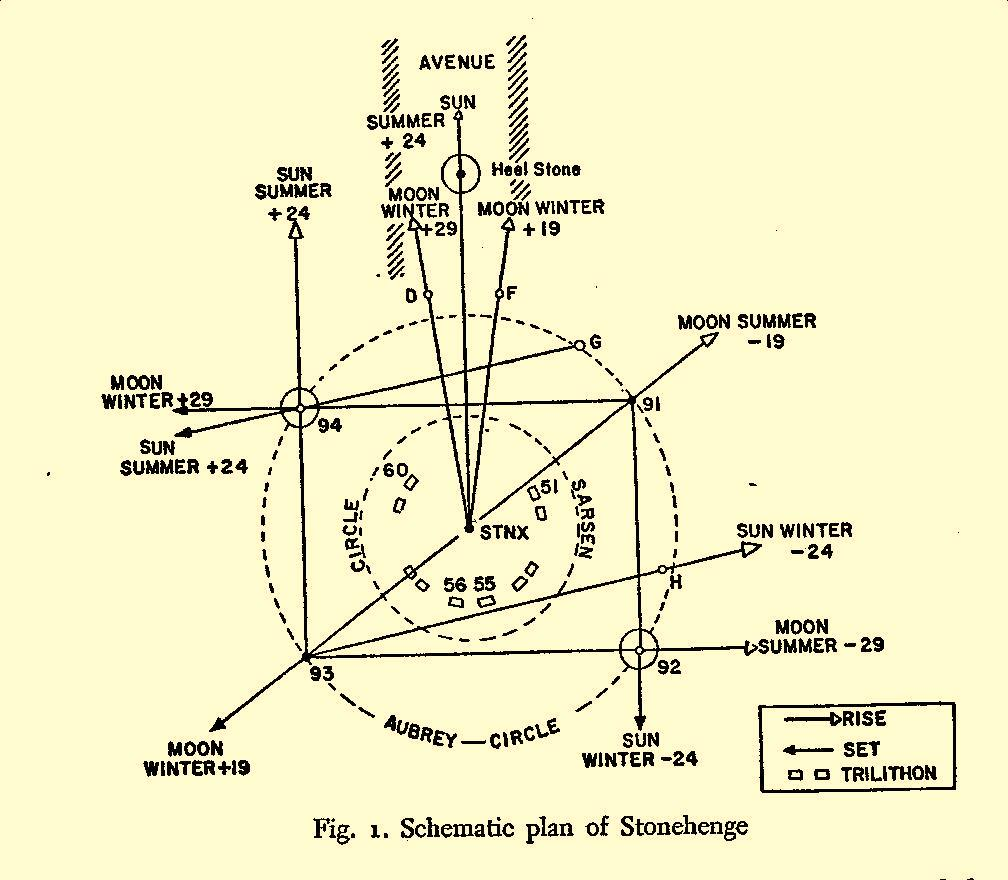 AVENUE
SUN
SUMMER
+ 24
Heel Stone
SUN
SUMMER
+24
MOON
WINTER
+29
MOON WINTER
+19
D
F
G
MOON SUMMER
-19
MOON
WINTER +29
94
91
SUN
SUMMER +24
60
51
CIRCLE
SARSEN
STNX
SUN WINTER
-24
H
56 55
MOON
SUMMER -29
93
92
AUBREY-CIRCLE
MOON
WINTER+19
SUN
WINTER -24
RISE
SET
TRILITHON
Fig. 1. Schematic plan of Stonehenge